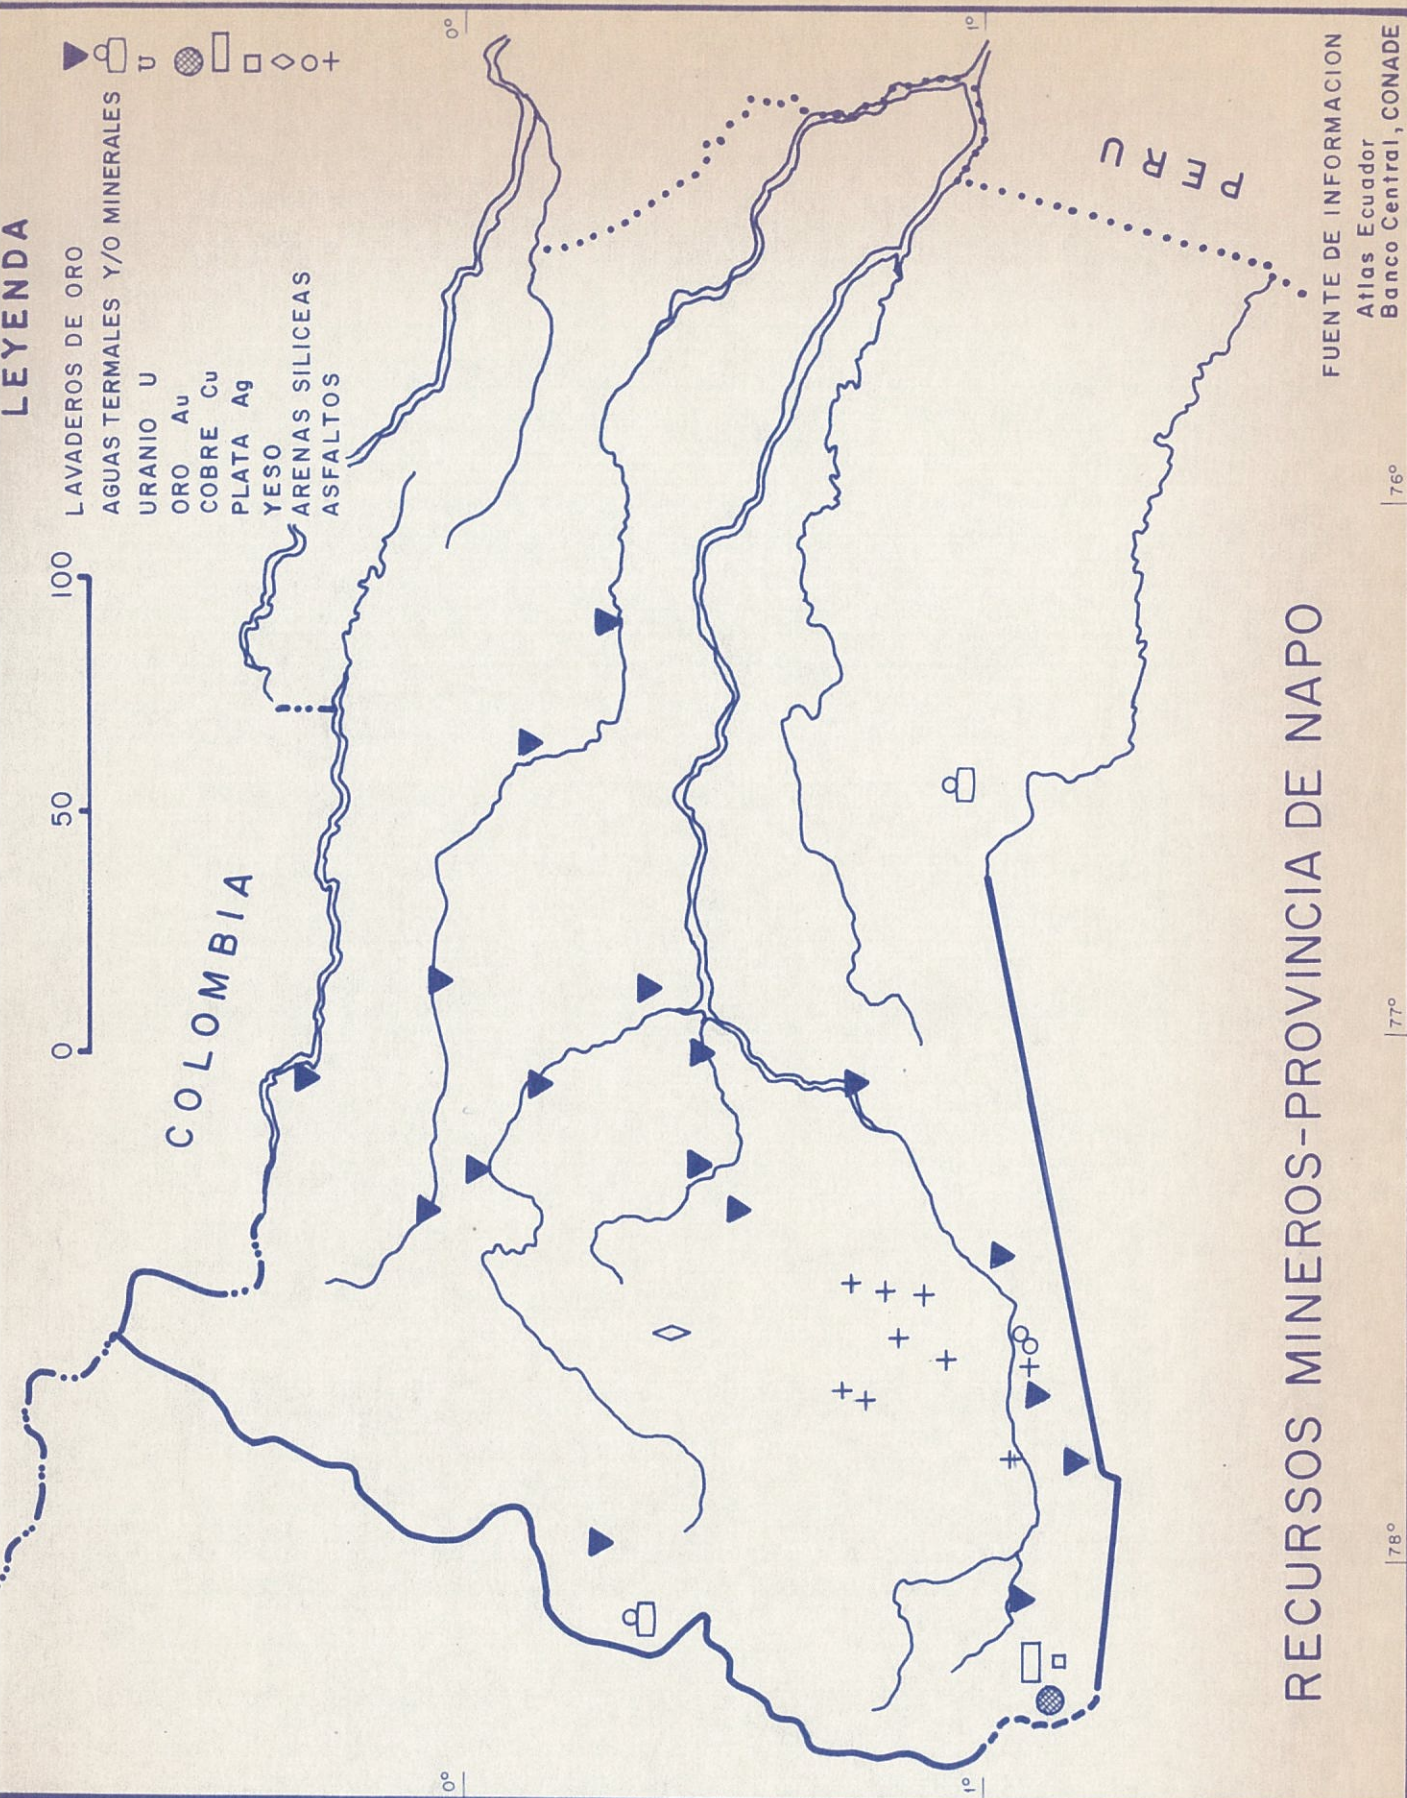 LEYENDA
LAVADEROS DE ORO
AGUAS TERMALES Y/O MINERALES
URANIO U
U
ORO Au
COBRE Cu
PLATA Ag
YESO
ARENAS SILICEAS
ASFALTOS
0 50 100
COLOMBIA
PERU
0°
1°
0°
1°
78°
77°
76°
RECURSOS MINEROS-PROVINCIA DE NAPO
FUENTE DE INFORMACION
Atlas Ecuador
Banco Central, CONADE